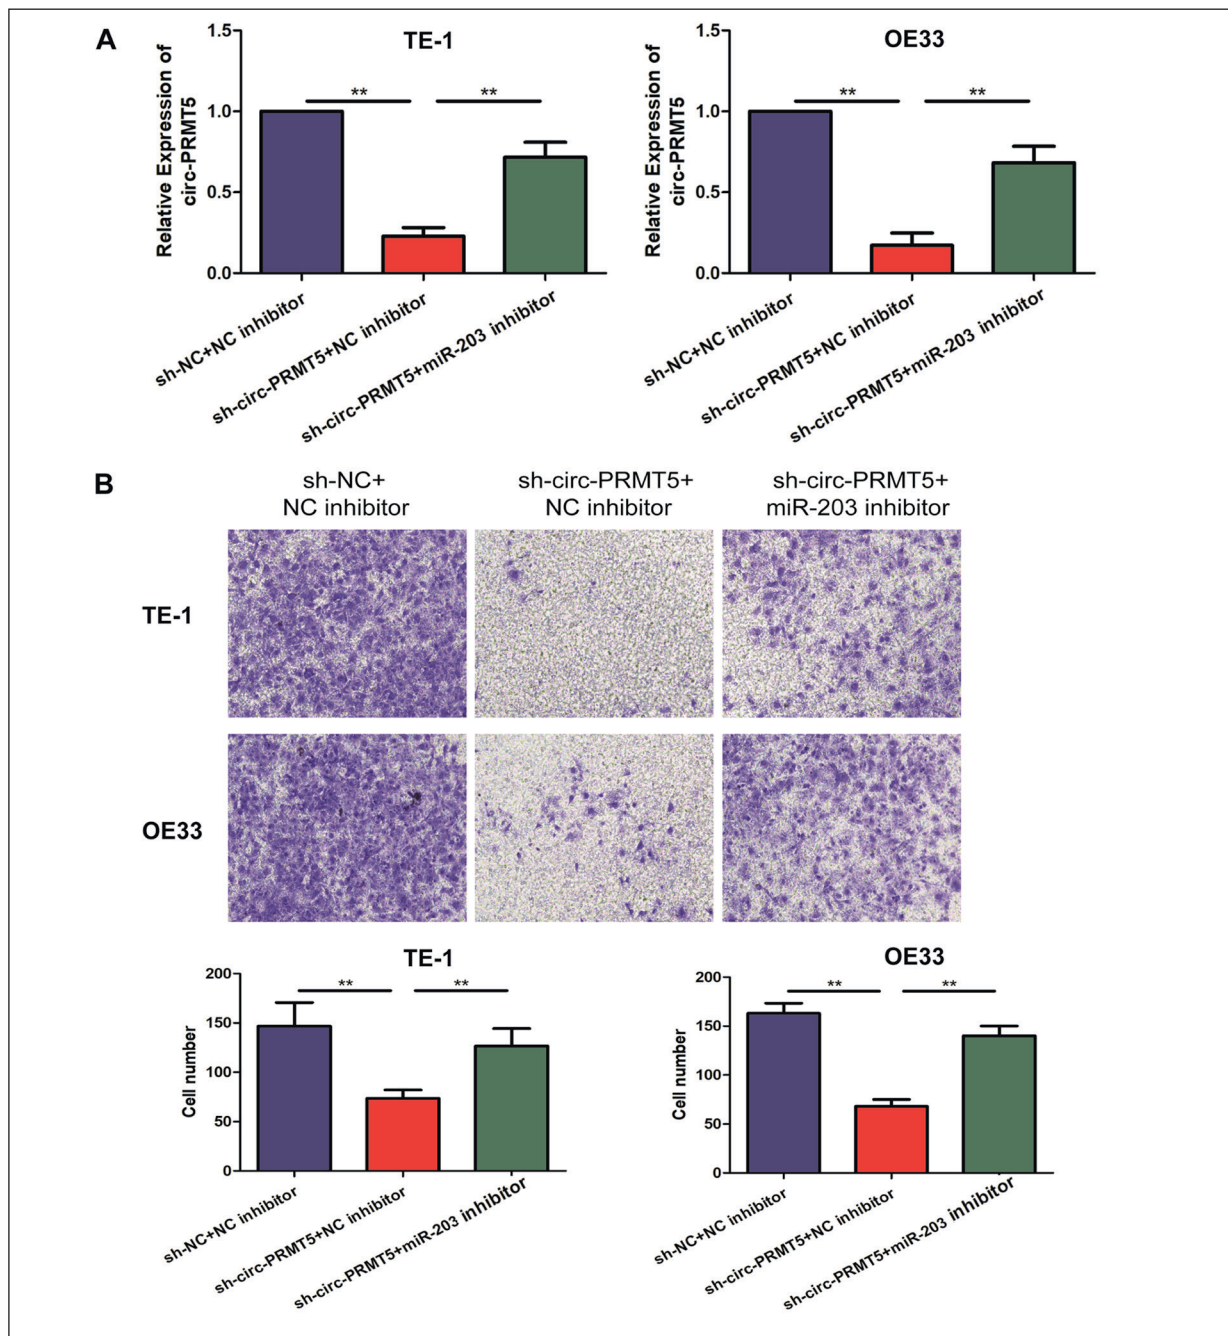 A
TE-1
Relative Expression of
circ-PRMT5
1.5
1.0
0.5
0.0
** **
sh-NC+NC inhibitor
sh-circ-PRMT5+NC inhibitor
sh-circ-PRMT5+miR-203 inhibitor
OE33
Relative Expression of
circ-PRMT5
1.5
1.0
0.5
0.0
** **
sh-NC+NC inhibitor
sh-circ-PRMT5+NC inhibitor
sh-circ-PRMT5+miR-203 inhibitor
B
sh-NC+
NC inhibitor
sh-circ-PRMT5+
NC inhibitor
sh-circ-PRMT5+
miR-203 inhibitor
TE-1
OE33
TE-1
Cell number
200
150
100
50
0
** **
sh-NC+NC inhibitor
sh-circ-PRMT5+NC inhibitor
sh-circ-PRMT5+miR-203 inhibitor
OE33
Cell number
200
150
100
50
0
** **
sh-NC+NC inhibitor
sh-circ-PRMT5+NC inhibitor
sh-circ-PRMT5+miR-203 inhibitor